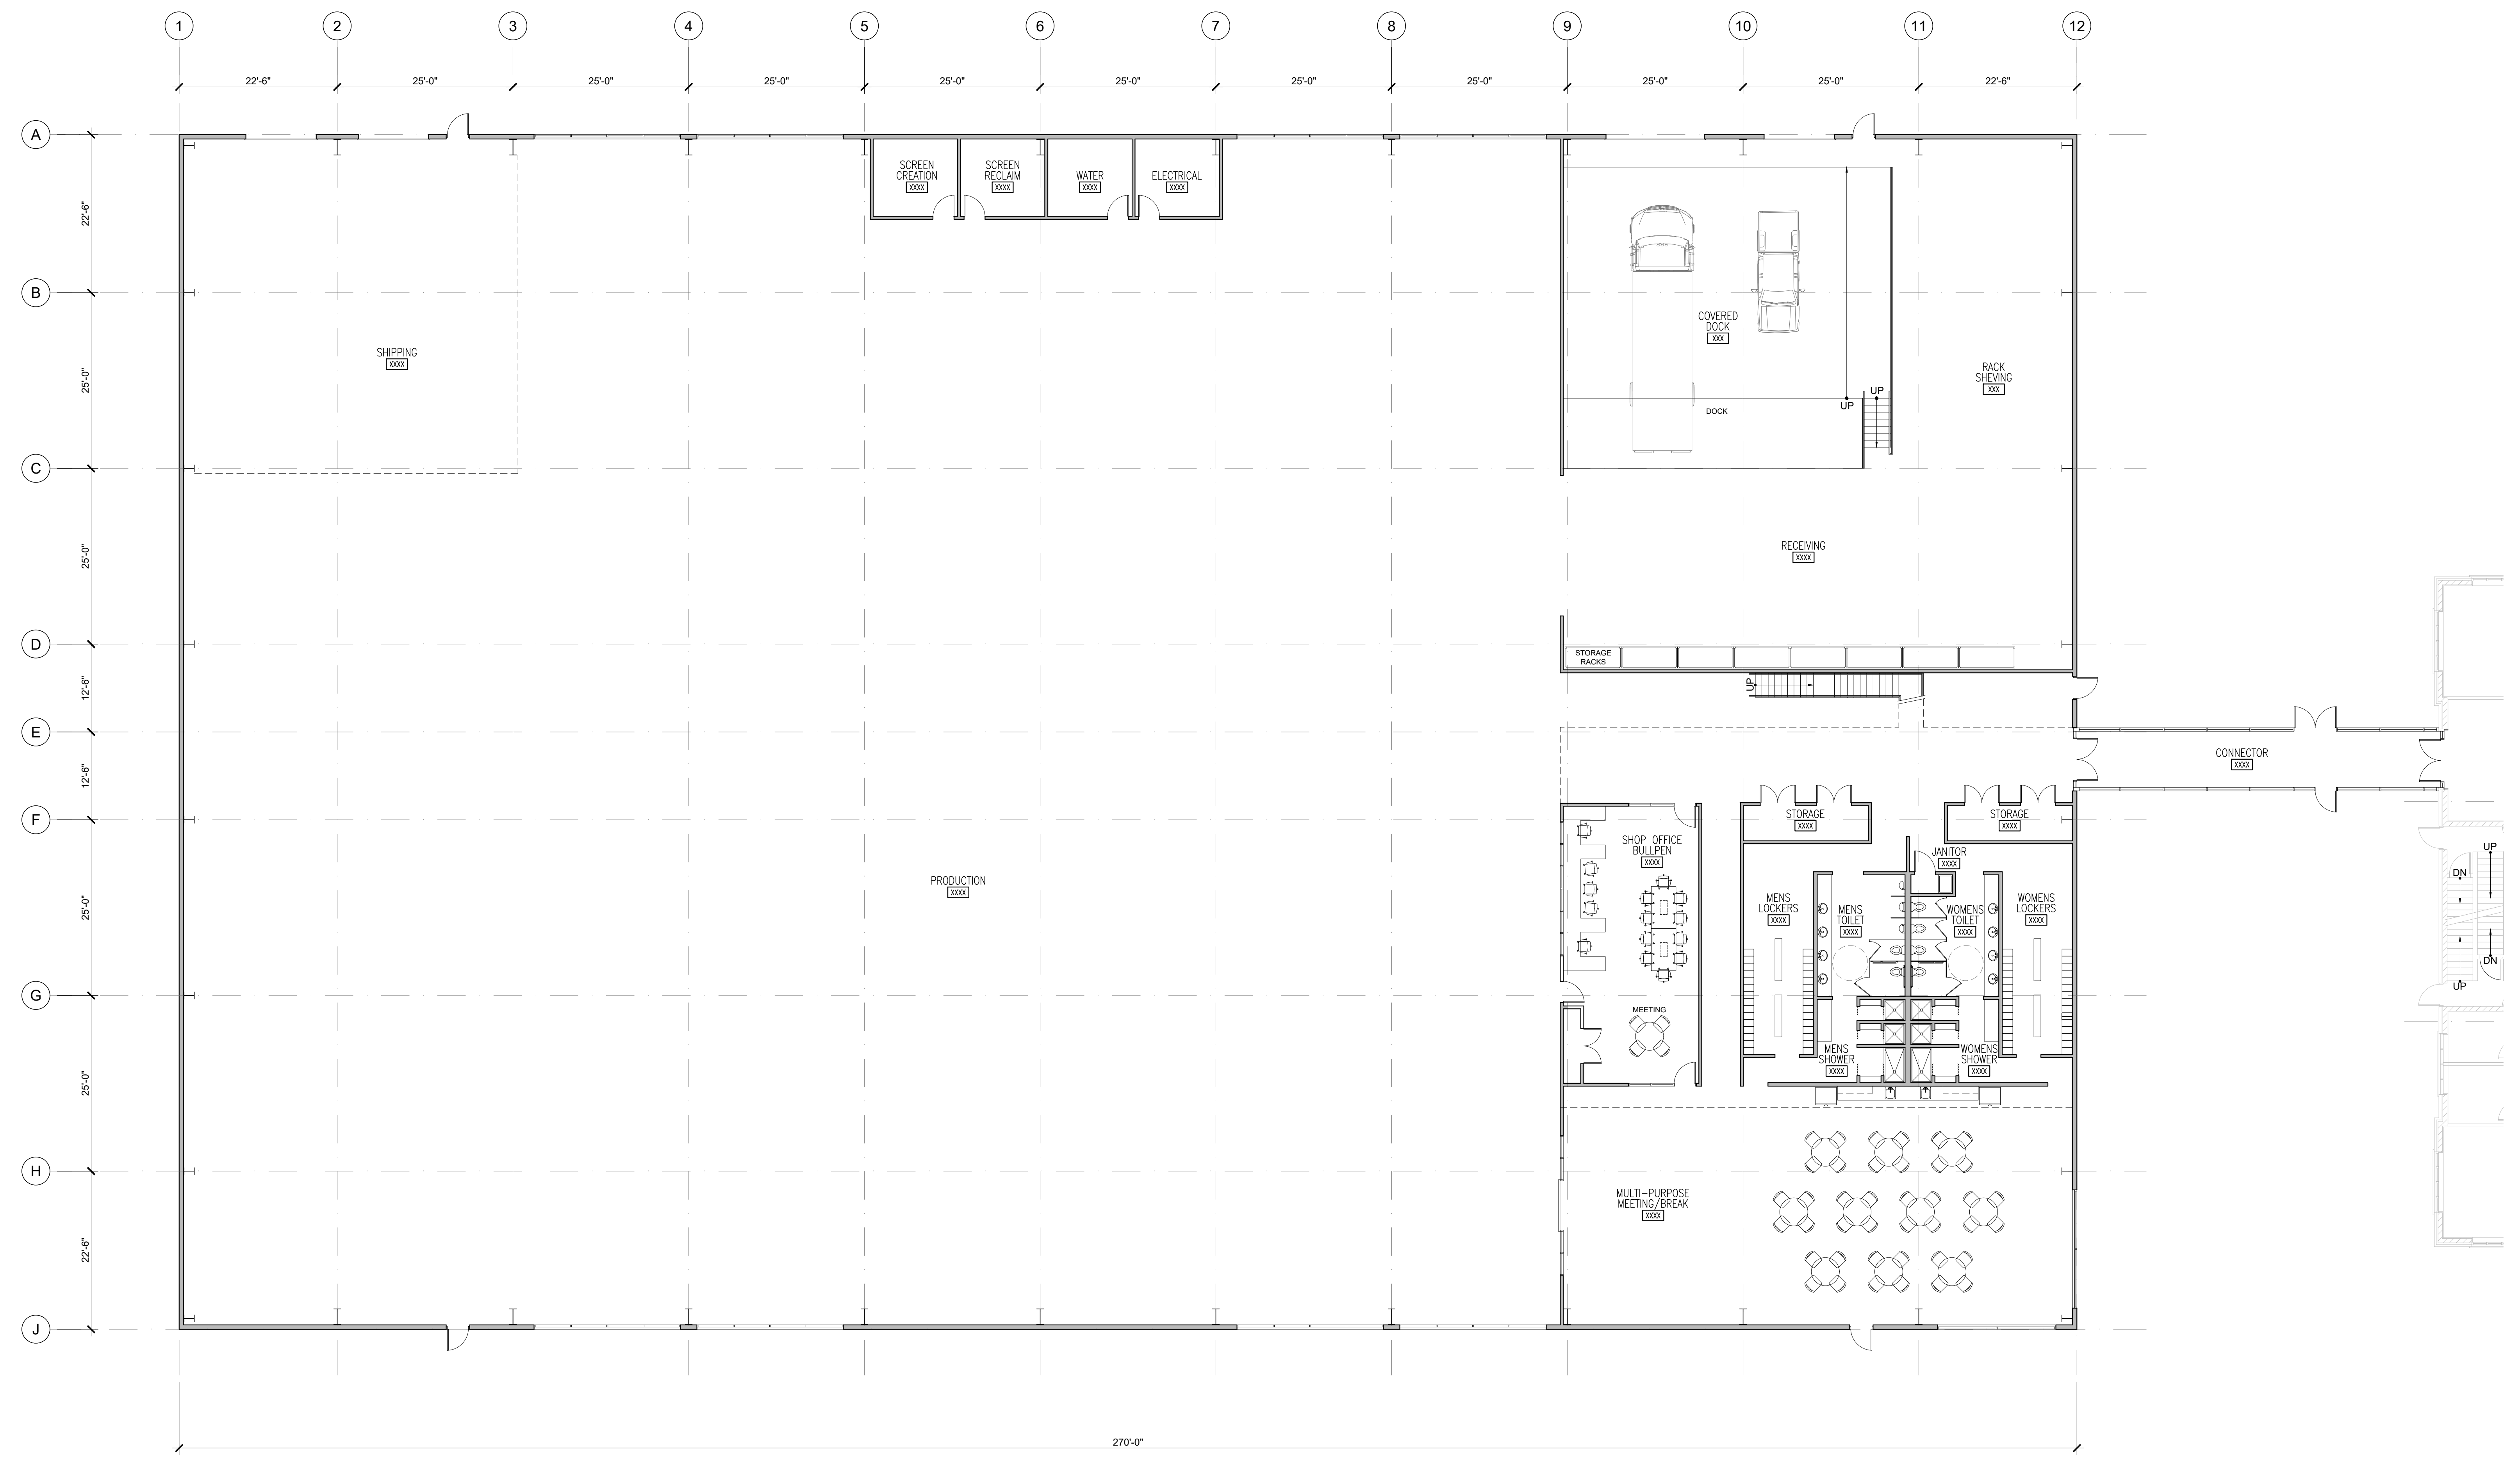 1 2 3 4 5 6 7 8 9 10 11 12
22'-6" 25'-0" 25'-0" 25'-0" 25'-0" 25'-0" 25'-0" 25'-0" 25'-0" 25'-0" 22'-6"
A
22'-6"
B
25'-0"
C
25'-0"
D
12'-6"
E
12'-6"
F
25'-0"
G
25'-0"
H
22'-6"
J
SCREEN
CREATION
XXXX
SCREEN
RECLAIM
XXXX
WATER
XXXX
ELECTRICAL
XXXX
SHIPPING
XXXX
COVERED
DOCK
XXX
RACK
SHEVING
XXX
UP
UP
DOCK
RECEIVING
XXXX
STORAGE
RACKS
UP
CONNECTOR
XXXX
STORAGE
XXXX
STORAGE
XXXX
SHOP OFFICE
BULLPEN
XXXX
JANITOR
XXXX
PRODUCTION
XXXX
MENS
LOCKERS
XXXX
MENS
TOILET
XXXX
WOMENS
TOILET
XXXX
WOMENS
LOCKERS
XXXX
UP
DN
DN
UP
MEETING
MENS
SHOWER
XXXX
WOMENS
SHOWER
XXXX
MULTI-PURPOSE
MEETING/BREAK
XXXX
270'-0"